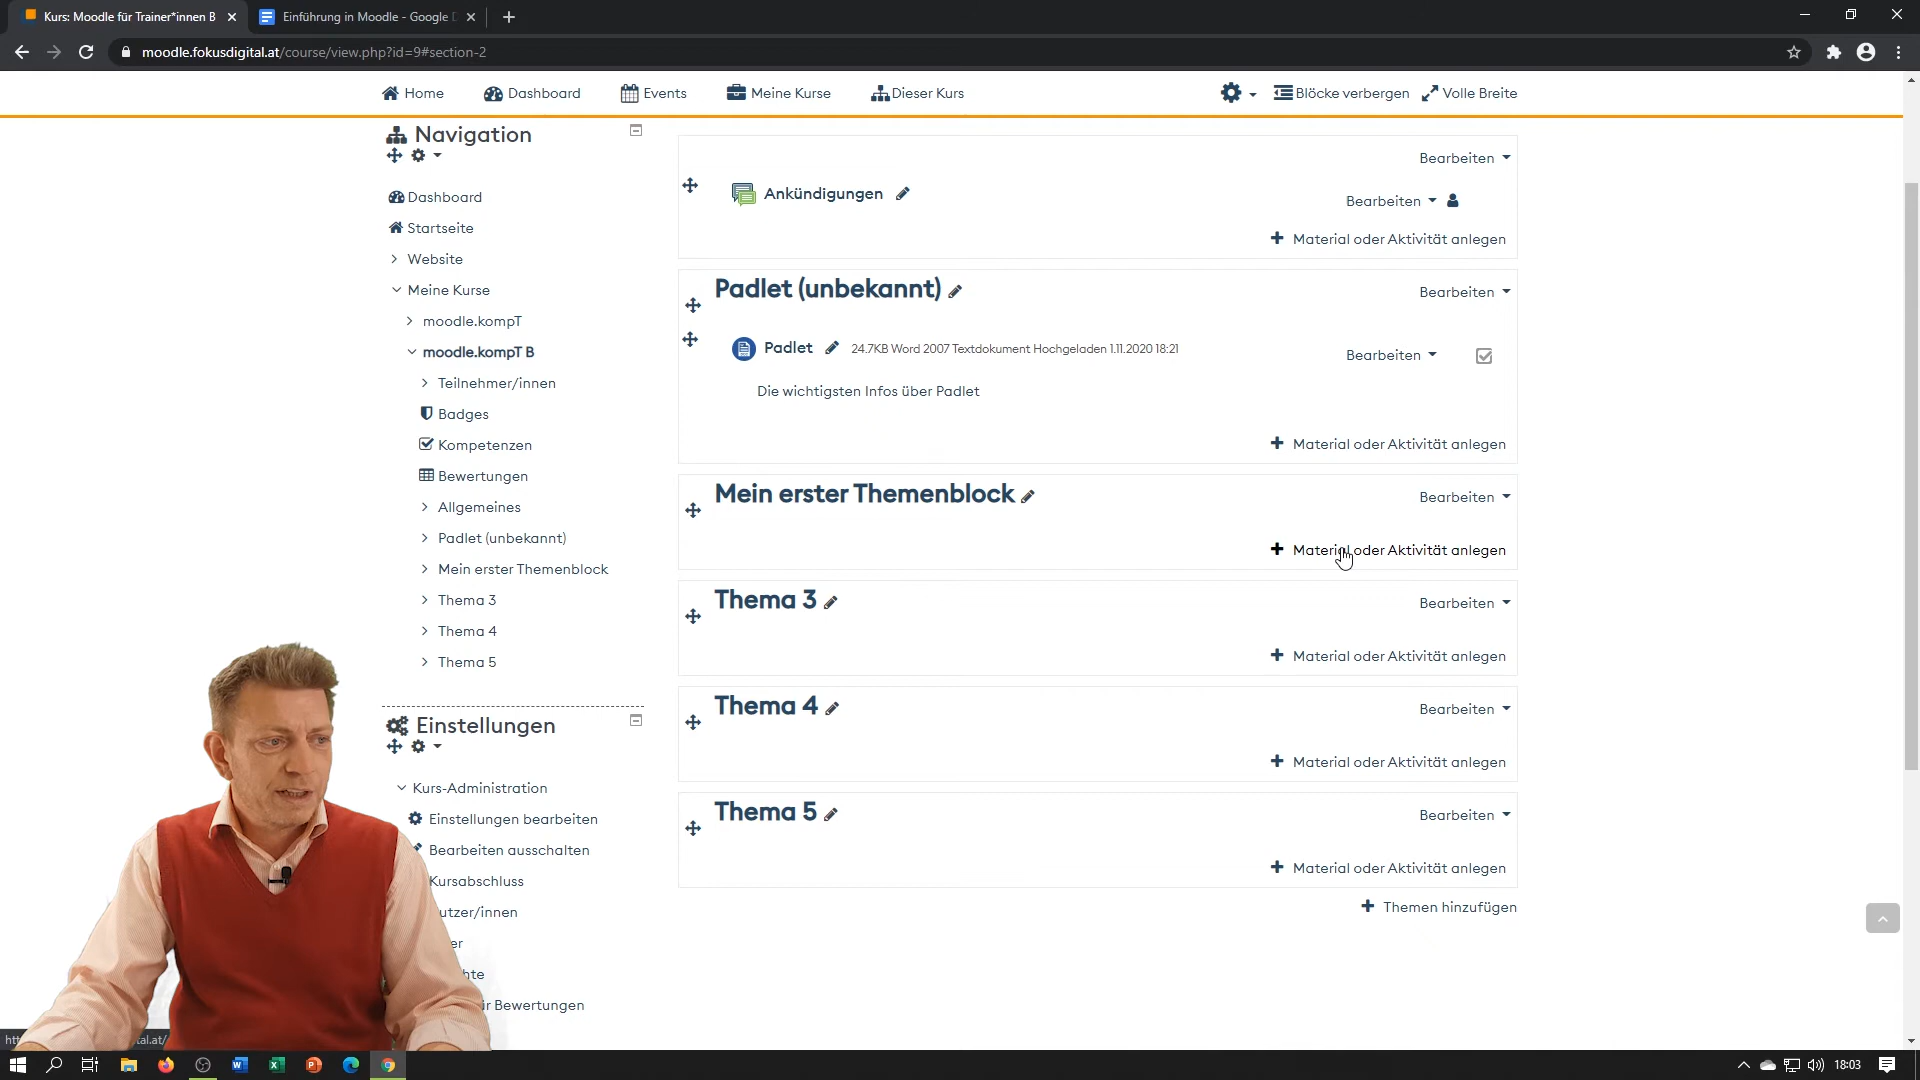 Kurs: Moodle für Trainer*innen B
Einführung in Moodle - Google D
moodle.fokusdigital.at/course/view.php?id=9#section-2
Home
Dashboard
Events
Meine Kurse
Dieser Kurs
Blöcke verbergen
Volle Breite
Navigation
Dashboard
Startseite
Website
Meine Kurse
moodle.kompT
moodle.kompT B
Teilnehmer/innen
Badges
Kompetenzen
Bewertungen
Allgemeines
Padlet (unbekannt)
Mein erster Themenblock
Thema 3
Thema 4
Thema 5
Einstellungen
Kurs-Administration
Einstellungen bearbeiten
Bearbeiten ausschalten
Kursabschluss
utzer/innen
er
hte
ür Bewertungen
Bearbeiten
Ankündigungen
Bearbeiten
Material oder Aktivität anlegen
Padlet (unbekannt)
Bearbeiten
Padlet 24.7KB Word 2007 Textdokument Hochgeladen 1.11.2020 18:21
Bearbeiten
Die wichtigsten Infos über Padlet
Material oder Aktivität anlegen
Mein erster Themenblock
Bearbeiten
Material oder Aktivität anlegen
Thema 3
Bearbeiten
Material oder Aktivität anlegen
Thema 4
Bearbeiten
Material oder Aktivität anlegen
Thema 5
Bearbeiten
Material oder Aktivität anlegen
Themen hinzufügen
htt
tal.at/
18:03